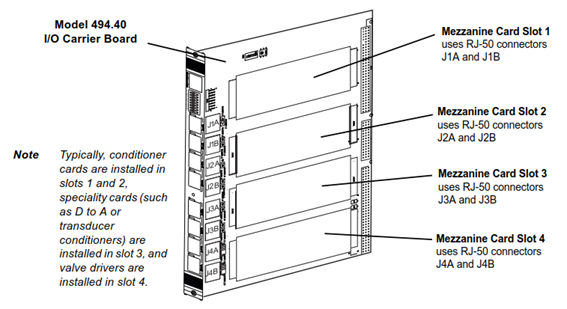 Model 494.40
I/O Carrier Board
Mezzanine Card Slot 1
uses RJ-50 connectors
J1A and J1B
Mezzanine Card Slot 2
uses RJ-50 connectors
J2A and J2B
Mezzanine Card Slot 3
uses RJ-50 connectors
J3A and J3B
Mezzanine Card Slot 4
uses RJ-50 connectors
J4A and J4B
Note
Typically, conditioner
cards are installed in
slots 1 and 2,
speciality cards (such
as D to A or
transducer
conditioners) are
installed in slot 3, and
valve drivers are
installed in slot 4.
J1A
J1B
J2A
J2B
J3A
J3B
J4A
J4B